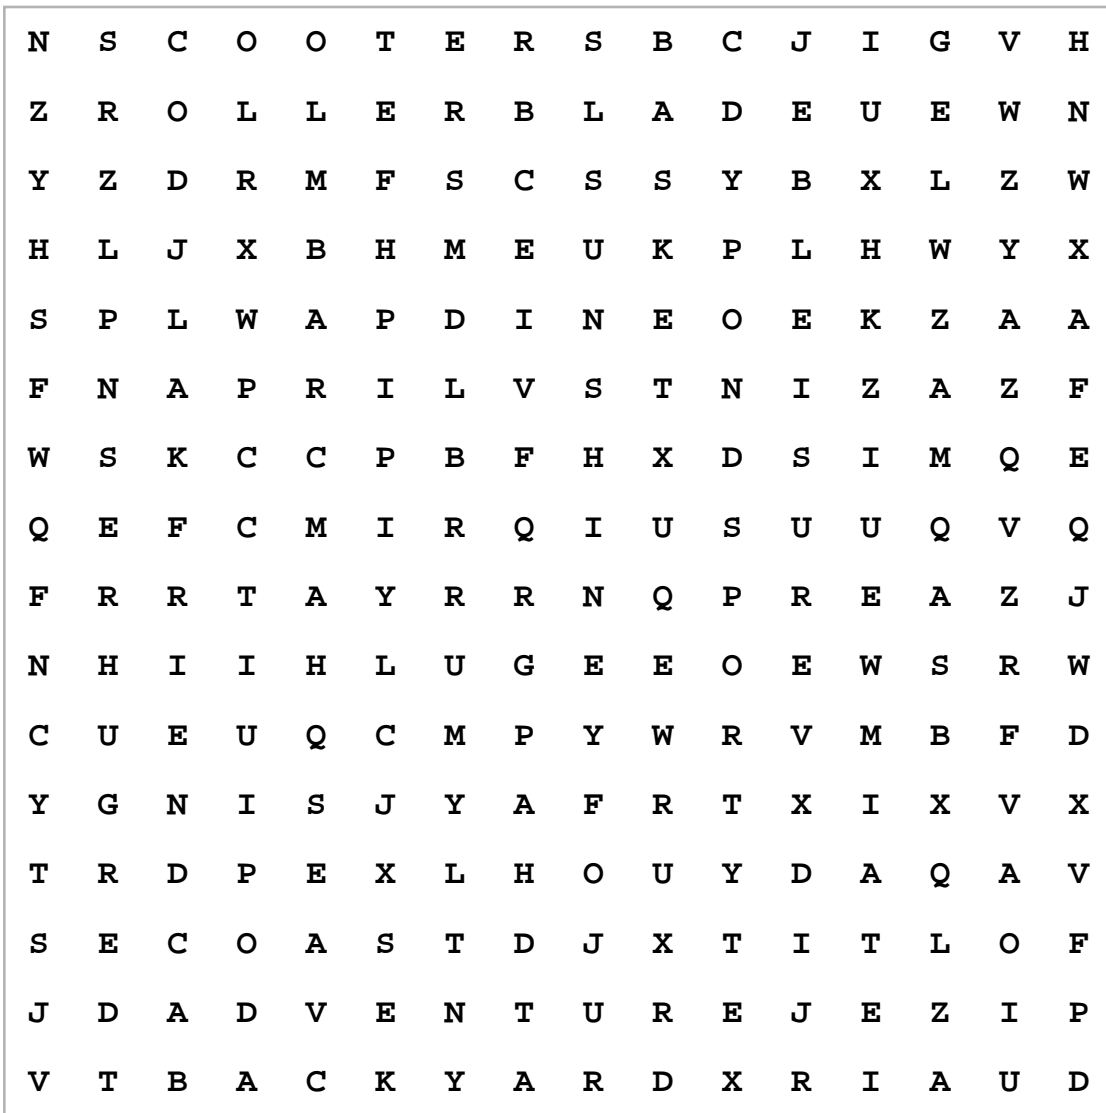 N S C O O T E R S B C J I G V H
Z R O L L E R B L A D E U E W N
Y Z D R M F S C S S Y B X L Z W
H L J X B H M E U K P L H W Y X
S P L W A P D I N E O E K Z A A
F N A P R I L V S T N I Z A Z F
W S K C C P B F H X D S I M Q E
Q E F C M I R Q I U S U U Q V Q
F R R T A Y R R N Q P R E A Z J
N H I I H L U G E E O E W S R W
C U E U Q C M P Y W R V M B F D
Y G N I S J Y A F R T X I X V X
T R D P E X L H O U Y D A Q A V
S E C O A S T D J X T I T L O F
J D A D V E N T U R E J E Z I P
V T B A C K Y A R D X R I A U D